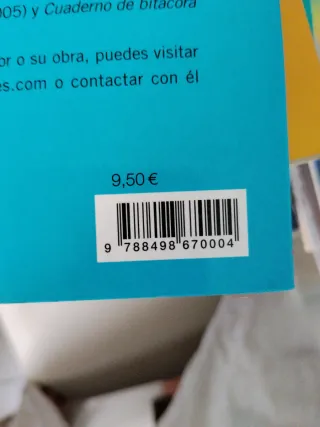 005) y Cuaderno de bitácora
or o su obra, puedes visitar
es.com o contactar con él
9,50 €
9 788498 670004